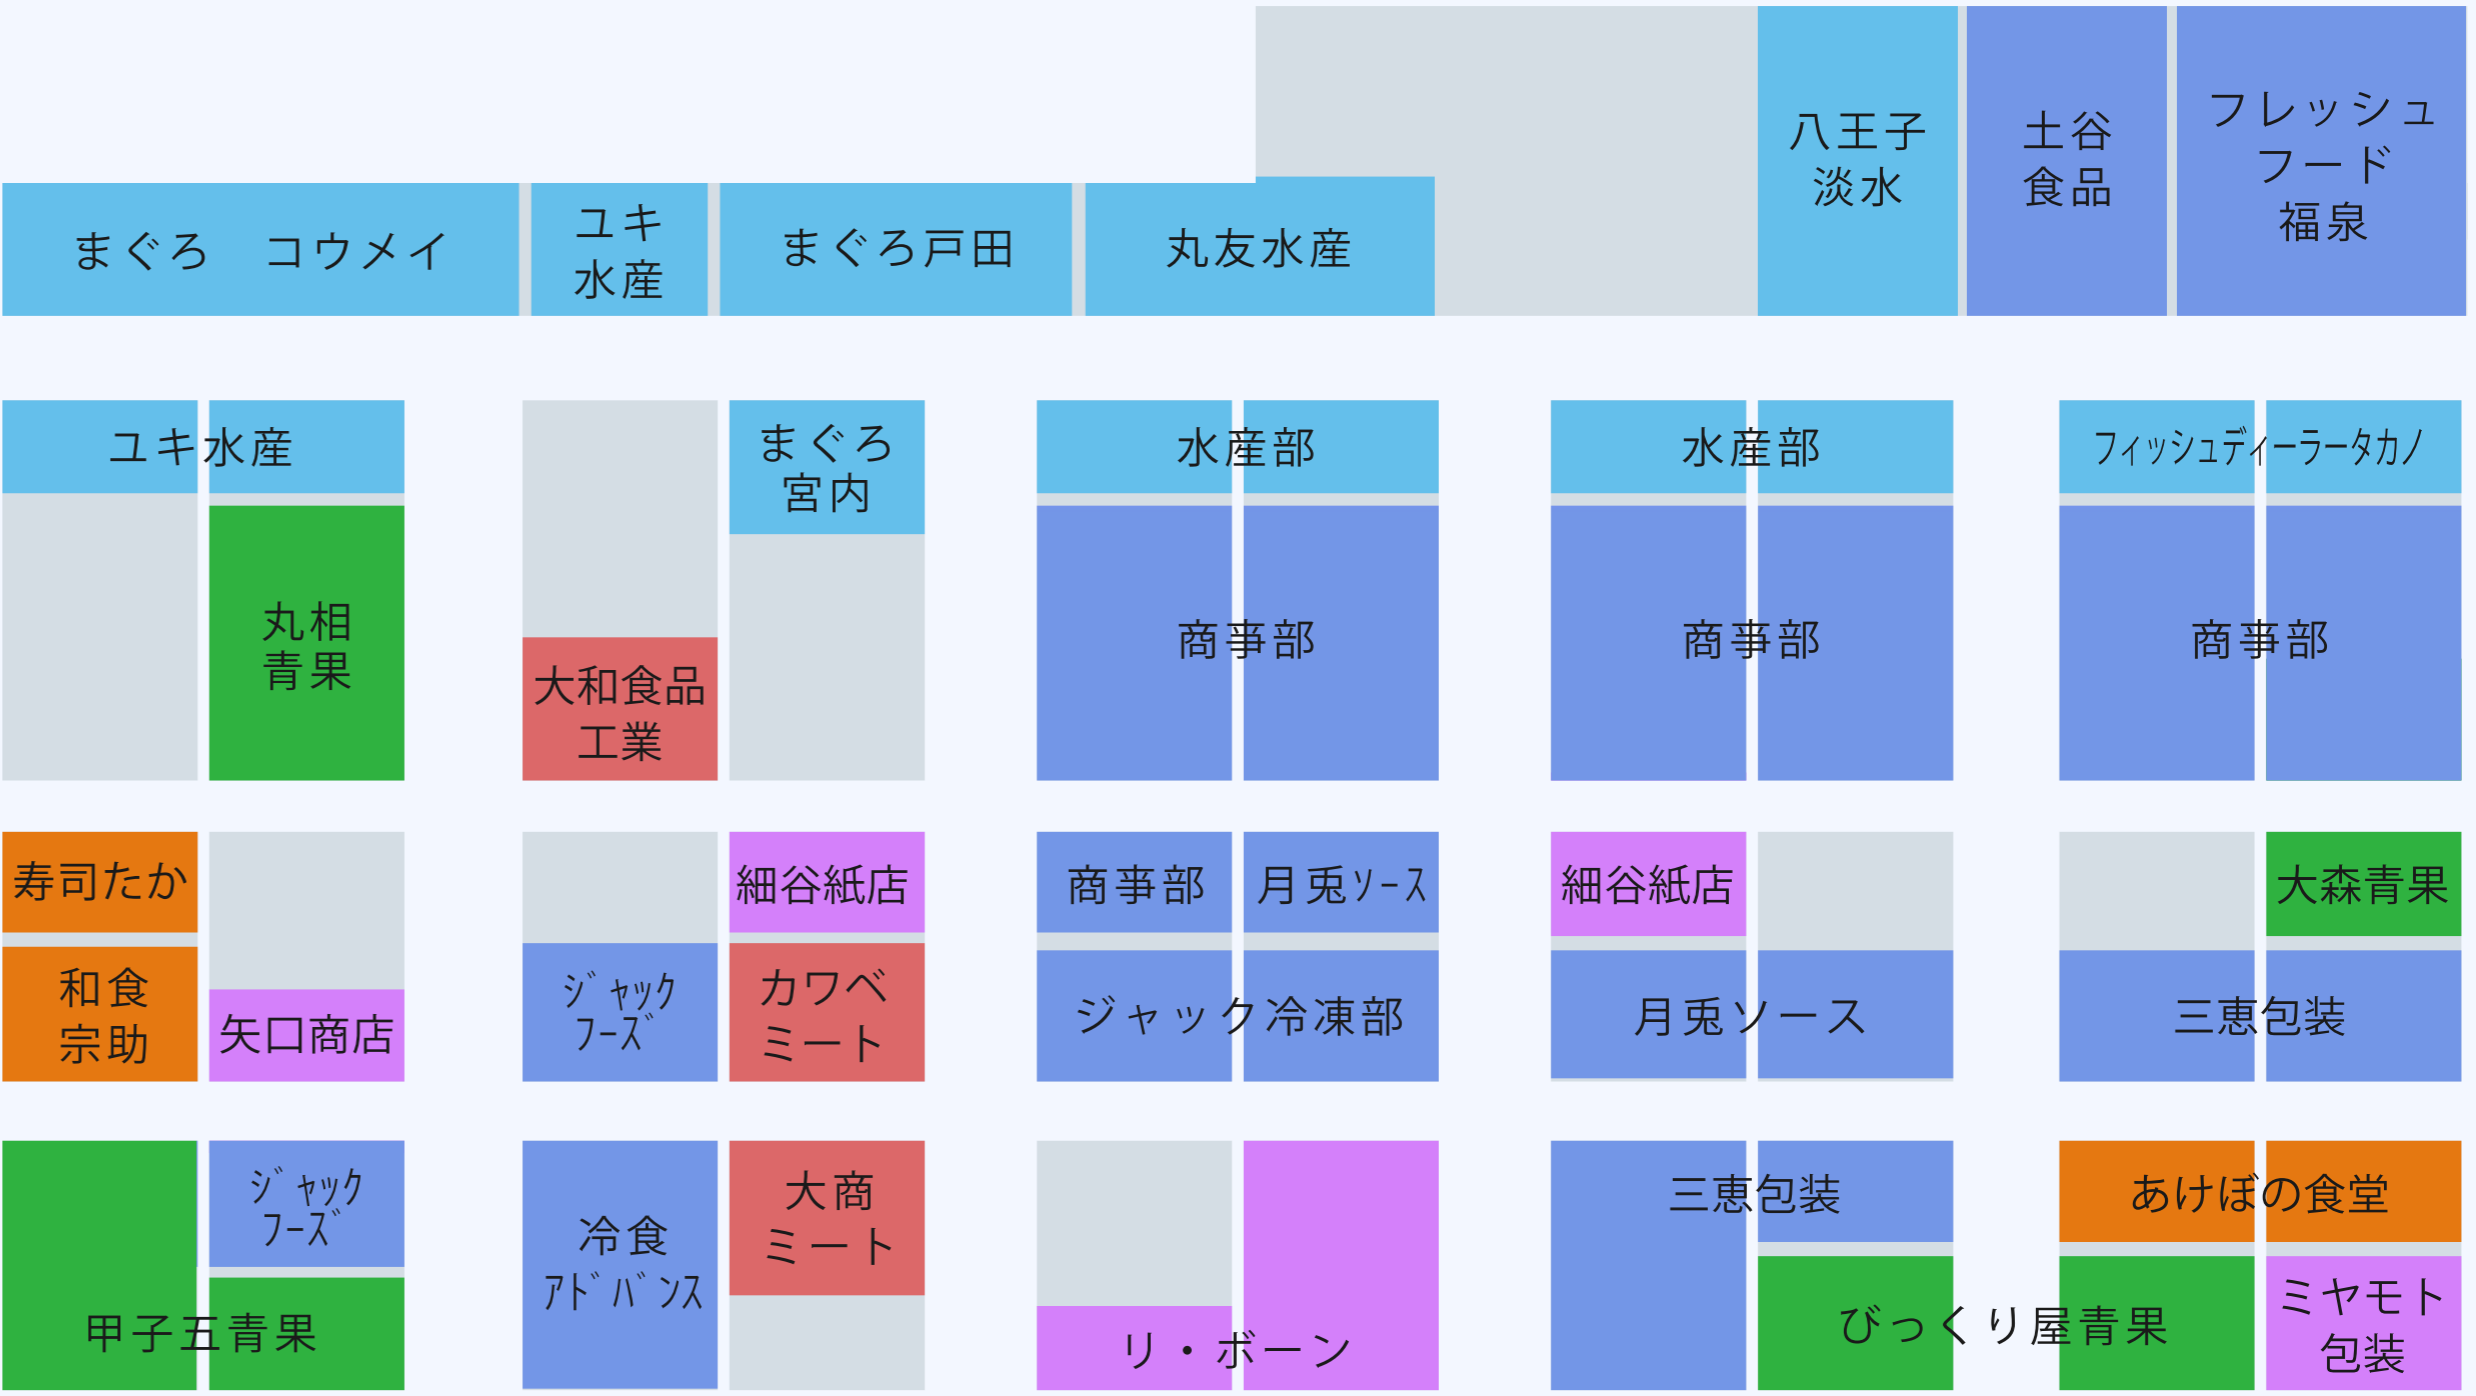 まぐろ　コウメイ
ユキ
水産
まぐろ戸田
丸友水産
八王子
淡水
土谷
食品
フレッシュ
フード
福泉
ユキ水産
まぐろ
宮内
水産部
水産部
フィッシュディーラータカノ
丸相
青果
大和食品
工業
商事部
商事部
商事部
寿司たか
細谷紙店
商事部
月兎ソース
細谷紙店
大森青果
和食
宗助
矢口商店
ジャック
フーズ
カワベ
ミート
ジャック冷凍部
月兎ソース
三恵包装
甲子五青果
ジャック
フーズ
冷食
アドバンス
大商
ミート
リ・ボーン
三恵包装
びっくり屋青果
あけぼの食堂
ミヤモト
包装